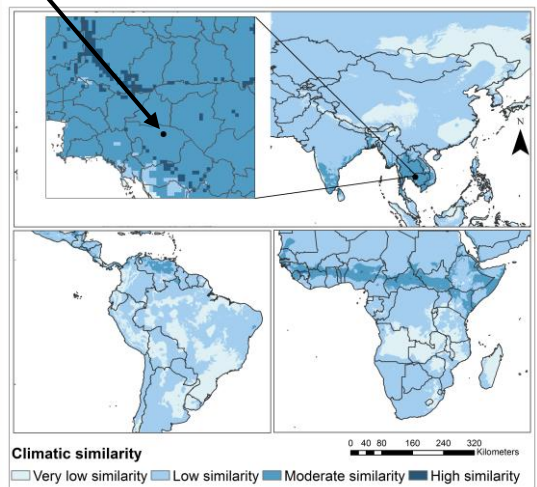 N
Climatic similarity
0 40 80 160 240 320
Kilometers
Very low similarity Low similarity Moderate similarity High similarity